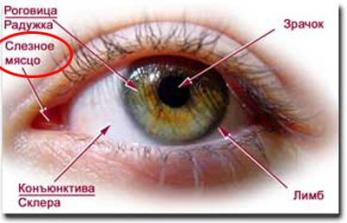 Роговица
Радужка
Зрачок
Слезное
мясцо
Конъюнктива
Склера
Лимб